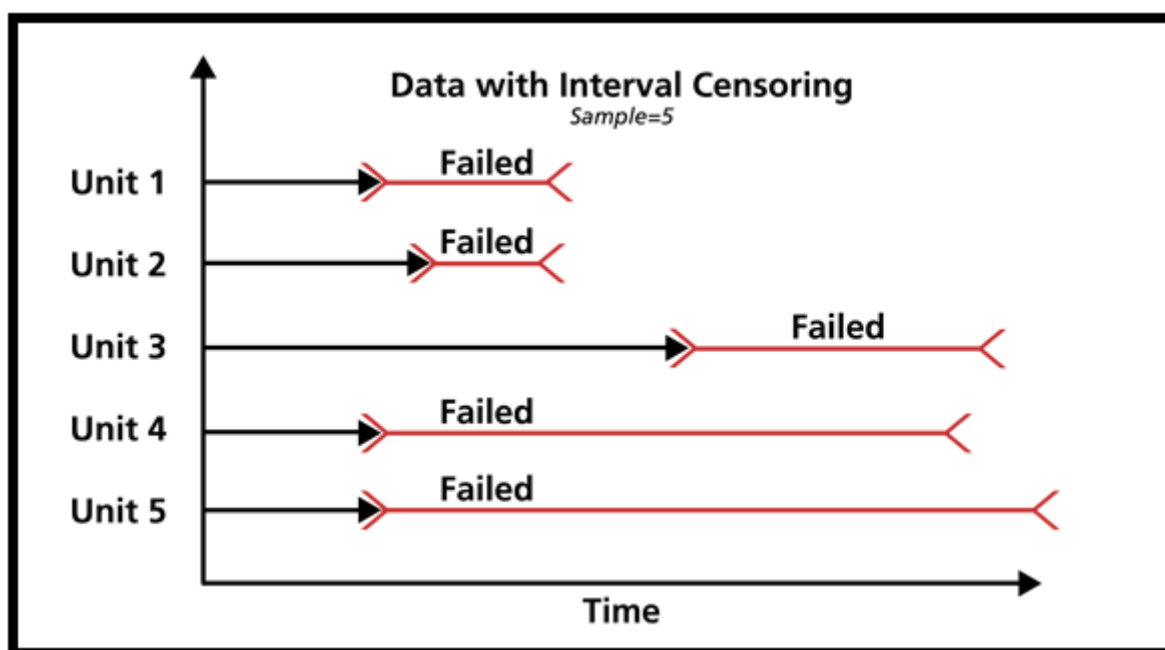 Data with Interval Censoring
Sample=5
Unit 1
Failed
Unit 2
Failed
Unit 3
Failed
Unit 4
Failed
Unit 5
Failed
Time